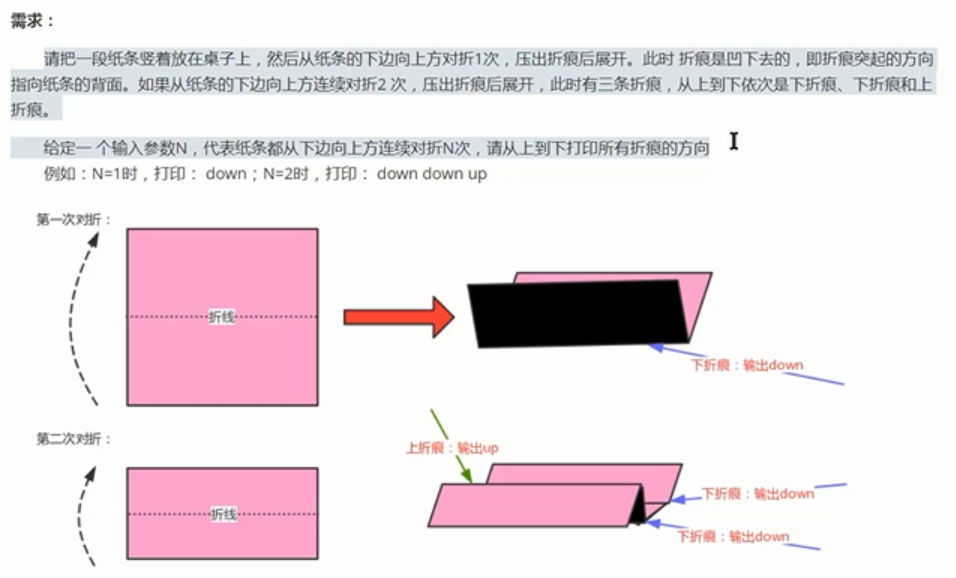 需求：
请把一段纸条竖着放在桌子上，然后从纸条的下边向上方对折1次，压出折痕后展开。此时 折痕是凹下去的，即折痕突起的方向
指向纸条的背面。如果从纸条的下边向上方连续对折2 次，压出折痕后展开，此时有三条折痕，从上到下依次是下折痕、下折痕和上
折痕。
给定一 个输入参数N，代表纸条都从下边向上方连续对折N次，请从上到下打印所有折痕的方向
例如：N=1时，打印： down；N=2时，打印： down down up
第一次对折：
折线
下折痕：输出down
第二次对折：
上折痕：输出up
折线
下折痕：输出down
下折痕：输出down